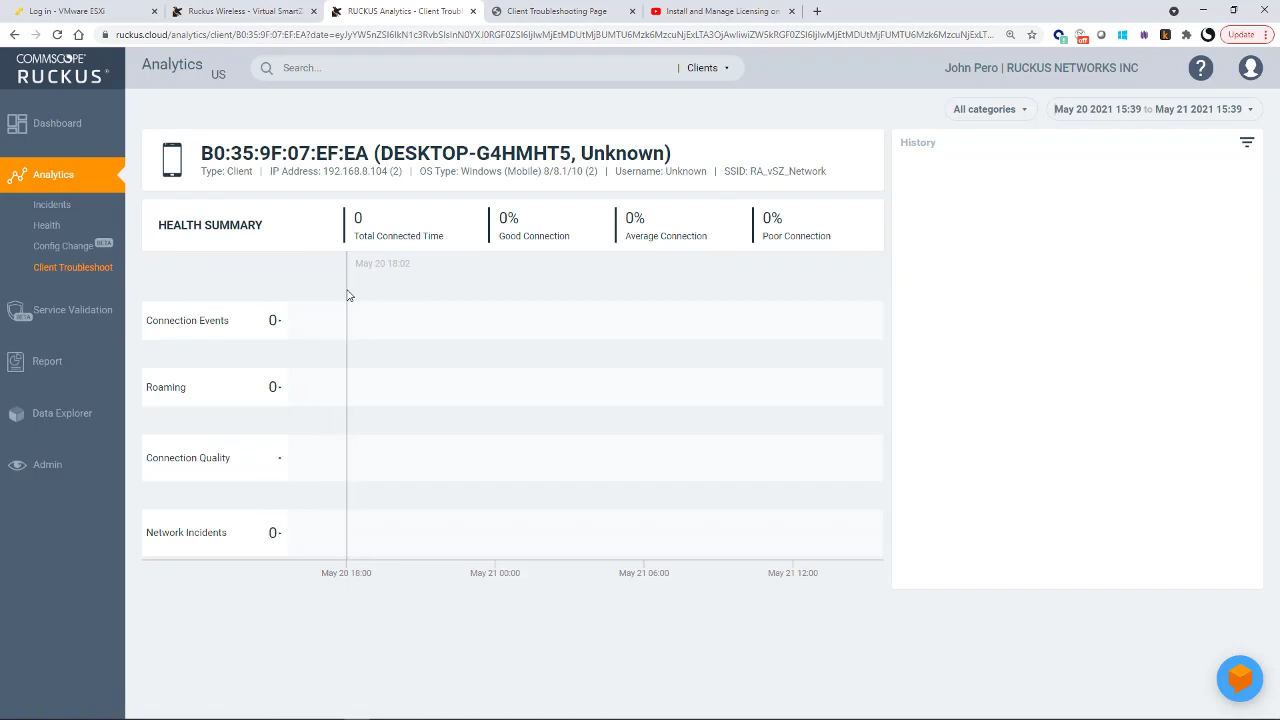 Log in - VMware ESXi
Ruckus Wireless - Virtual SmartZ
RUCKUS Analytics - Client Troubl
Client Troubleshooting Page
Install and Manage Licensing on
ruckus.cloud/analytics/client/B0:35:9F:07:EF:EA?date=
Update
COMMSCOPE
RUCKUS
Analytics
US
Search...
Clients
John Pero | RUCKUS NETWORKS INC
?
Dashboard
Analytics
Incidents
Health
Config Change BETA
Client Troubleshoot
Service Validation
BETA
Report
Data Explorer
Admin
All categories
May 20 2021 15:39 to May 21 2021 15:39
B0:35:9F:07:EF:EA (DESKTOP-G4HMHT5, Unknown)
Type: Client | IP Address: 192.168.8.104 (2) | OS Type: Windows (Mobile) 8/8.1/10 (2) | Username: Unknown | SSID: RA_vSZ_Network
HEALTH SUMMARY
0
Total Connected Time
0%
Good Connection
0%
Average Connection
0%
Poor Connection
May 20 18:02
Connection Events 0
Roaming 0
Connection Quality -
Network Incidents 0
May 20 18:00
May 21 00:00
May 21 06:00
May 21 12:00
History